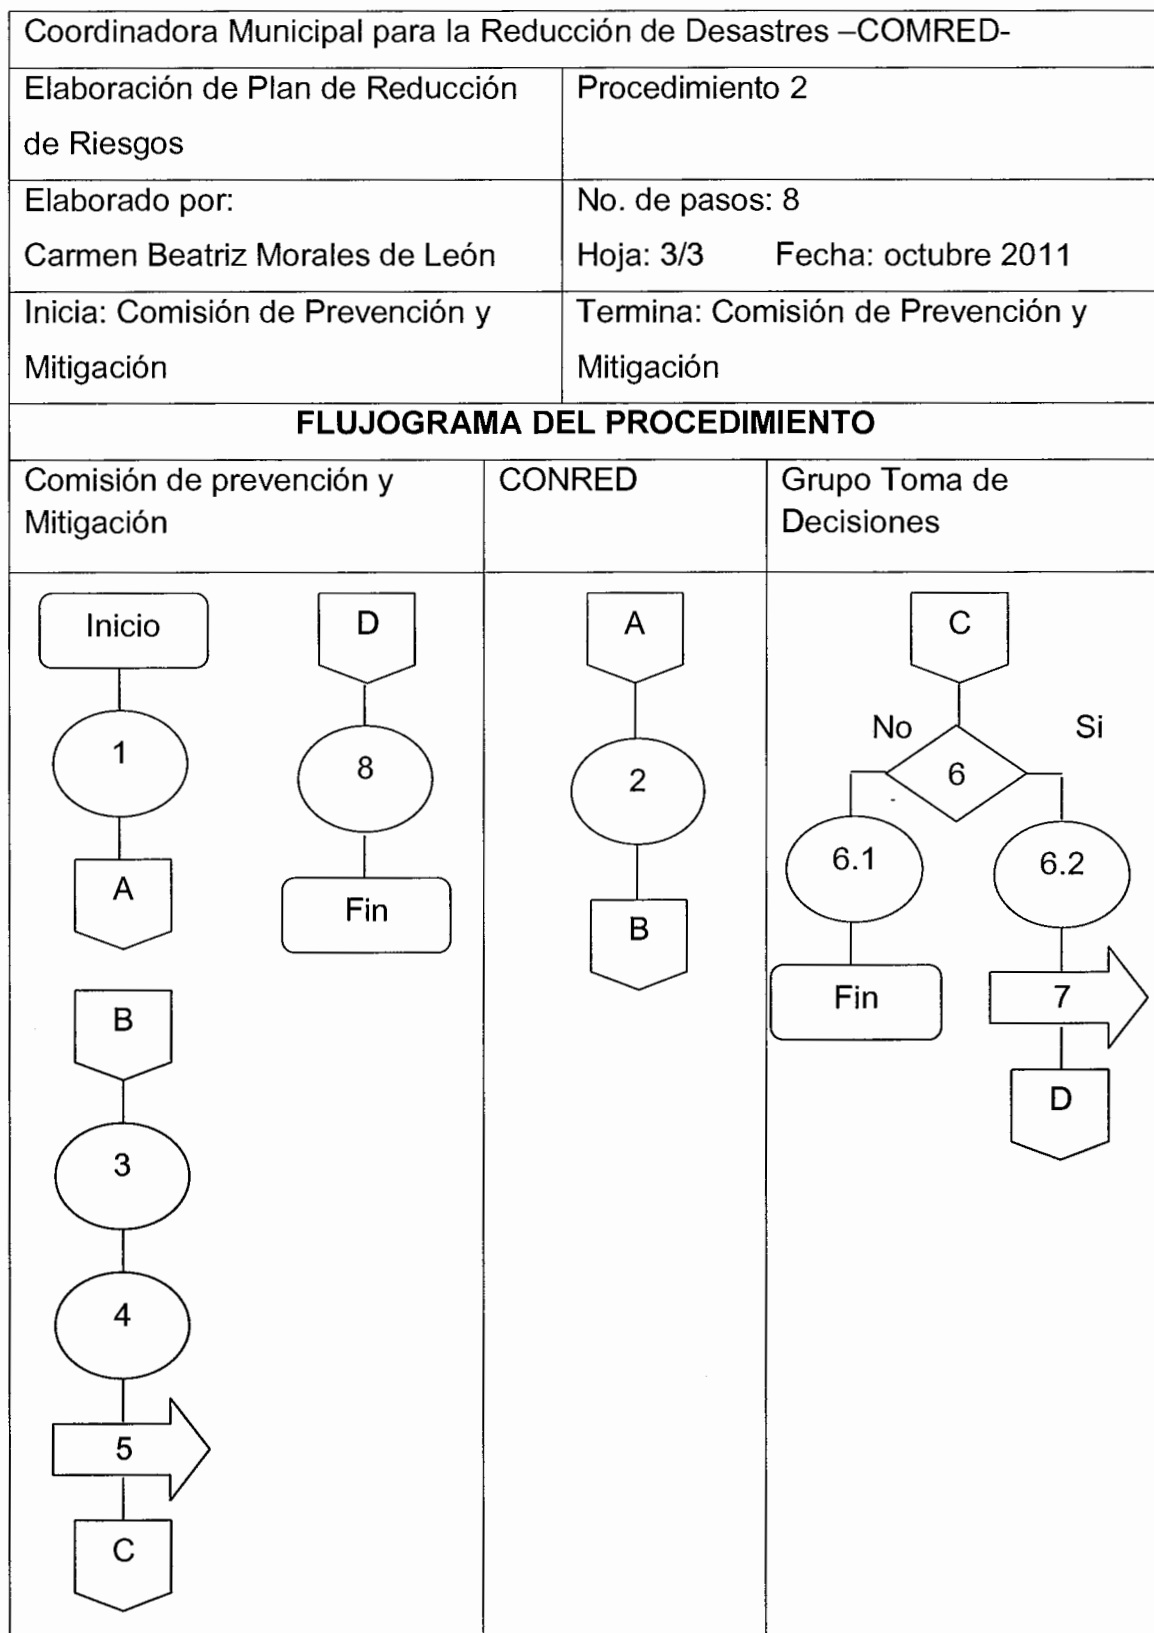 Coordinadora Municipal para la Reducción de Desastres –COMRED-
Elaboración de Plan de Reducción
de Riesgos
Procedimiento 2
Elaborado por:
Carmen Beatriz Morales de León
No. de pasos: 8
Hoja: 3/3 Fecha: octubre 2011
Inicia: Comisión de Prevención y
Mitigación
Termina: Comisión de Prevención y
Mitigación
FLUJOGRAMA DEL PROCEDIMIENTO
Comisión de prevención y
Mitigación
CONRED
Grupo Toma de
Decisiones
Inicio
1
A
B
3
4
5
C
D
8
Fin
A
2
B
C
No
Si
6
6.1
6.2
Fin
7
D